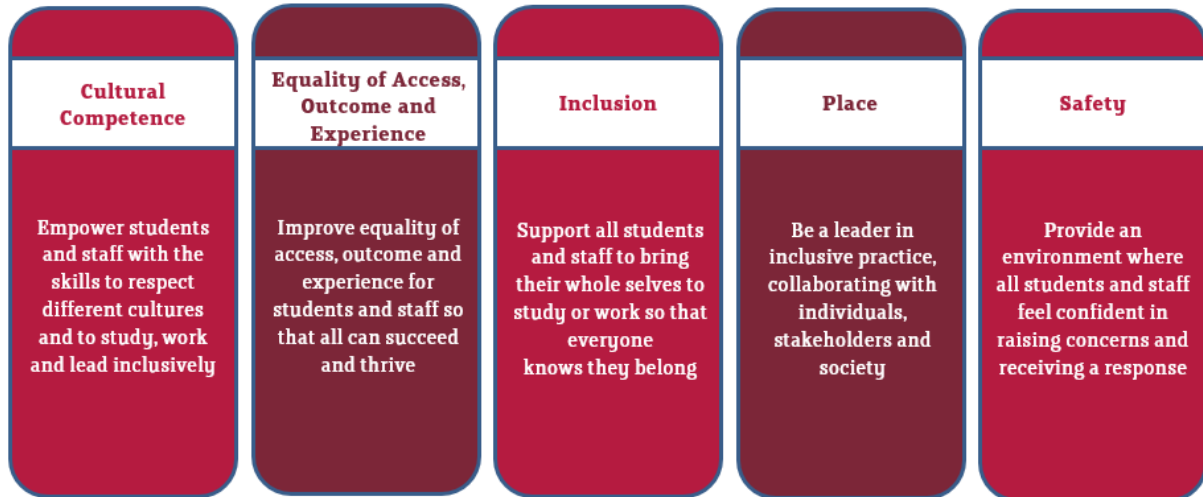 Cultural
Competence
Empower students
and staff with the
skills to respect
different cultures
and to study, work
and lead inclusively
Equality of Access,
Outcome and
Experience
Improve equality of
access, outcome and
experience for
students and staff so
that all can succeed
and thrive
Inclusion
Support all students
and staff to bring
their whole selves to
study or work so that
everyone
knows they belong
Place
Be a leader in
inclusive practice,
collaborating with
individuals,
stakeholders and
society
Safety
Provide an
environment where
all students and staff
feel confident in
raising concerns and
receiving a response